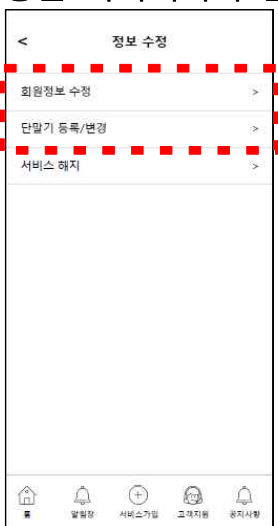 < 정보 수정
회원정보 수정 >
단말기 등록/변경 >
서비스 해지 >
홈 알림장 서비스가입 고객지원 공지사항